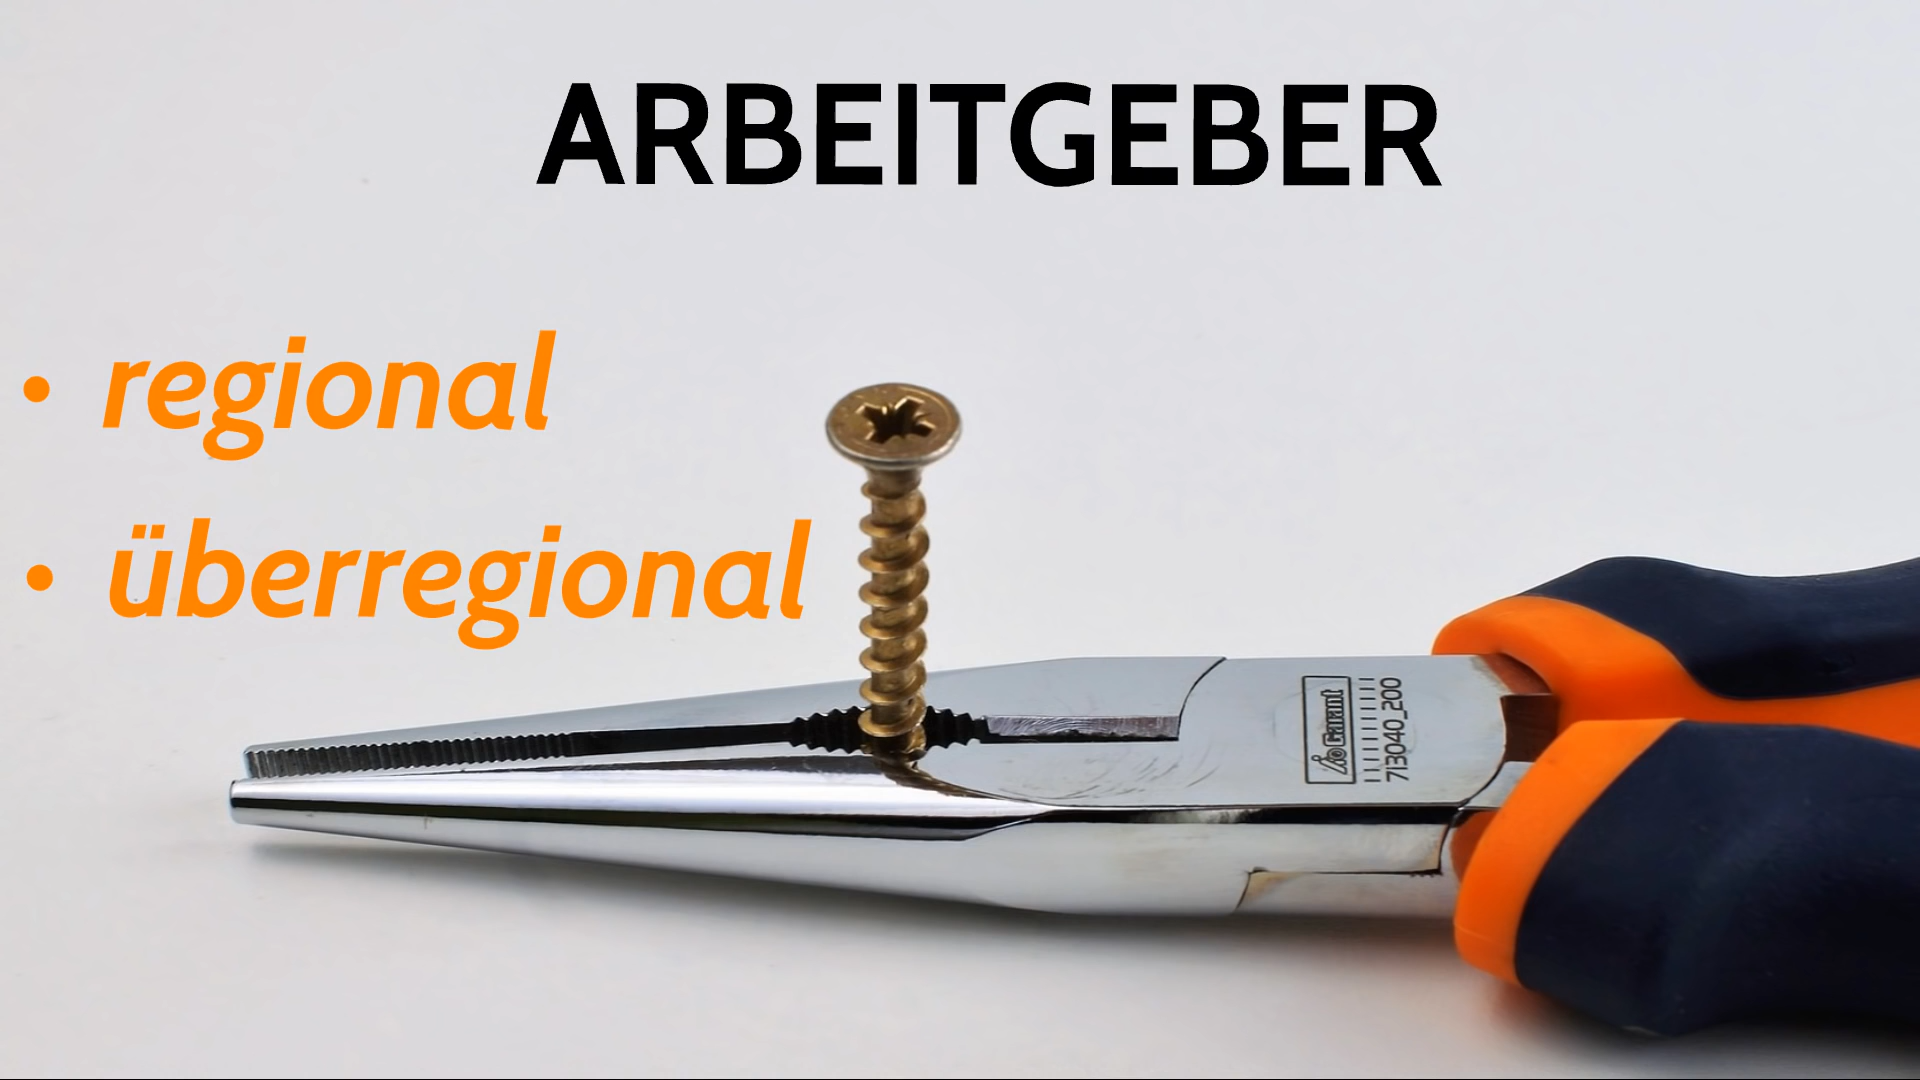 ARBEITGEBER
• regional
• überregional
Garant
713040_200